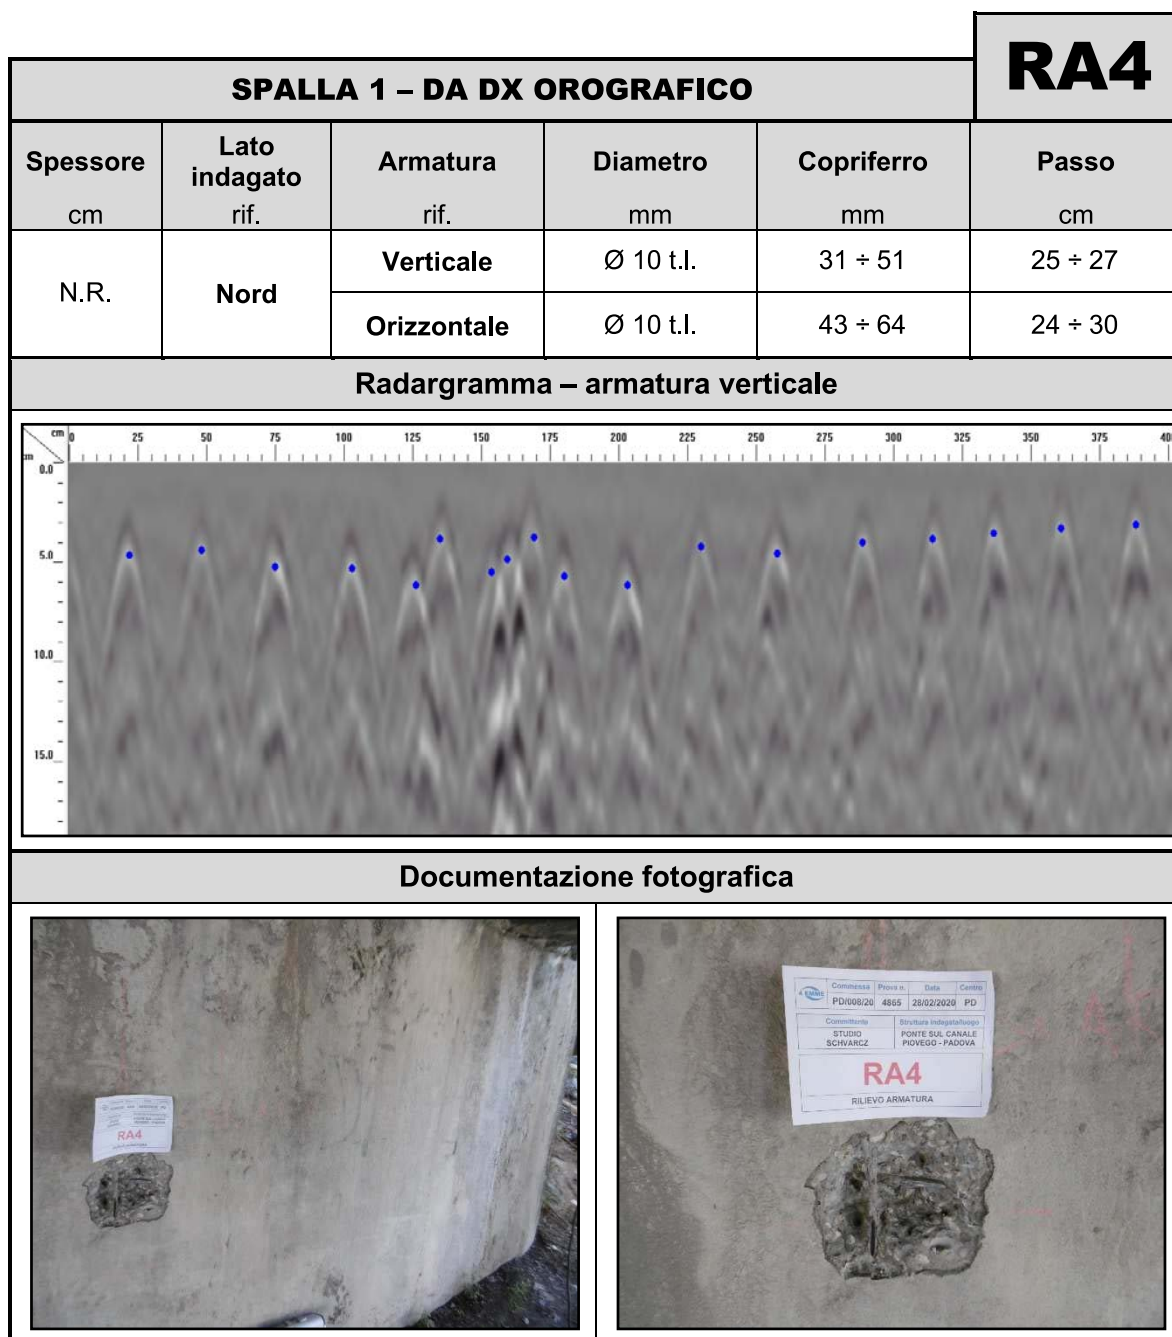 RA4
SPALLA 1 – DA DX OROGRAFICO
Spessore Lato indagato Armatura Diametro Copriferro Passo
cm rif. rif. mm mm cm
N.R. Nord Verticale Ø 10 t.l. 31 ÷ 51 25 ÷ 27
Orizzontale Ø 10 t.l. 43 ÷ 64 24 ÷ 30
Radargramma – armatura verticale
cm 0 25 50 75 100 125 150 175 200 225 250 275 300 325 350 375
0.0
5.0
10.0
15.0
Documentazione fotografica
RA4
Commessa Prova n. Data Centro
PD/008/20 4865 28/02/2020 PD
Committente Struttura indagata/luogo
STUDIO SCHVARCZ PONTE SUL CANALE PIOVEGO - PADOVA
RA4
RILIEVO ARMATURA